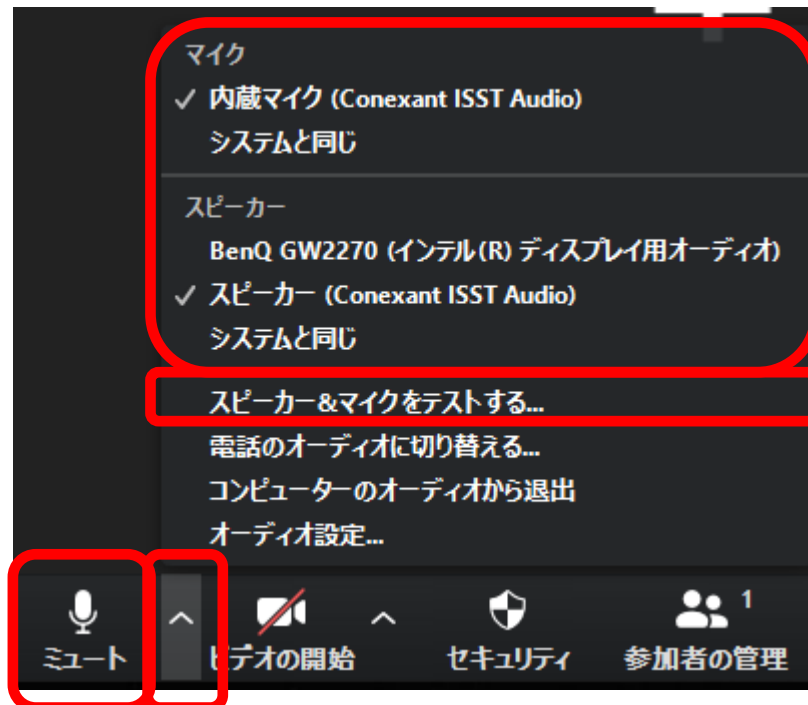 マイク
内蔵マイク (Conexant ISST Audio)
システムと同じ
スピーカー
BenQ GW2270 (インテル(R) ディスプレイ用オーディオ)
スピーカー (Conexant ISST Audio)
システムと同じ
スピーカー&マイクをテストする...
電話のオーディオに切り替える...
コンピューターのオーディオから退出
オーディオ設定...
1
ミュート ビデオの開始 セキュリティ 参加者の管理